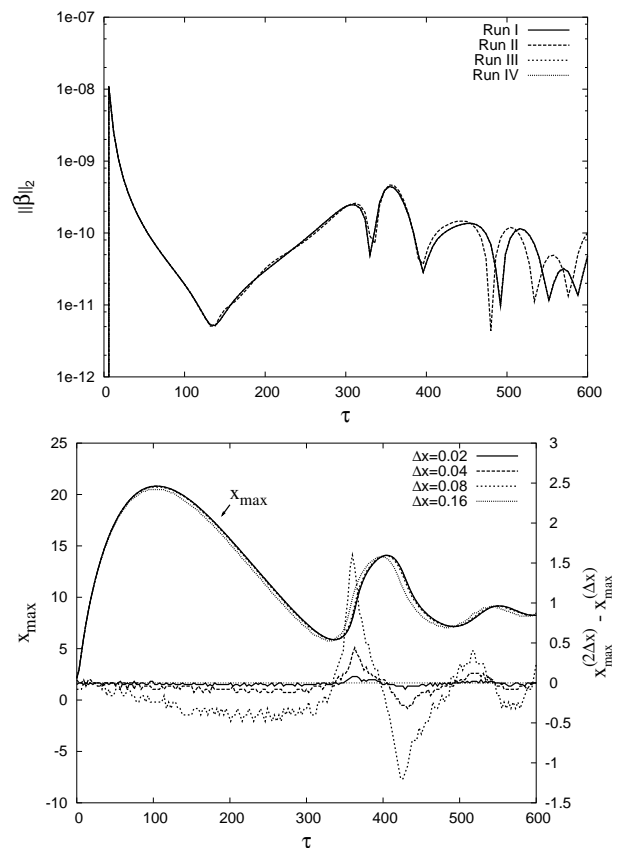 1e-07
1e-08
1e-09
1e-10
1e-11
1e-12
||β||₂
Run I
Run II
Run III
Run IV
0 100 200 300 400 500 600
τ
25
20
15
10
5
0
-5
-10
x_max
Δx=0.02
Δx=0.04
Δx=0.08
Δx=0.16
x_max
3
2.5
2
1.5
1
0.5
0
-0.5
-1
-1.5
x_max^(2Δx) - x_max^(Δx)
0 100 200 300 400 500 600
τ